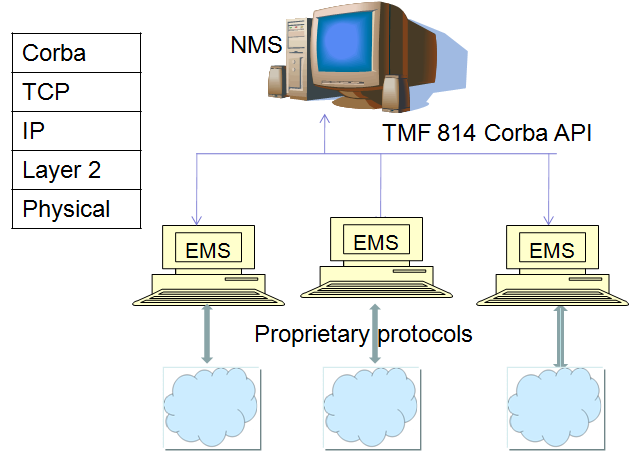 Corba
TCP
IP
Layer 2
Physical
NMS
TMF 814 Corba API
EMS
EMS
EMS
Proprietary protocols